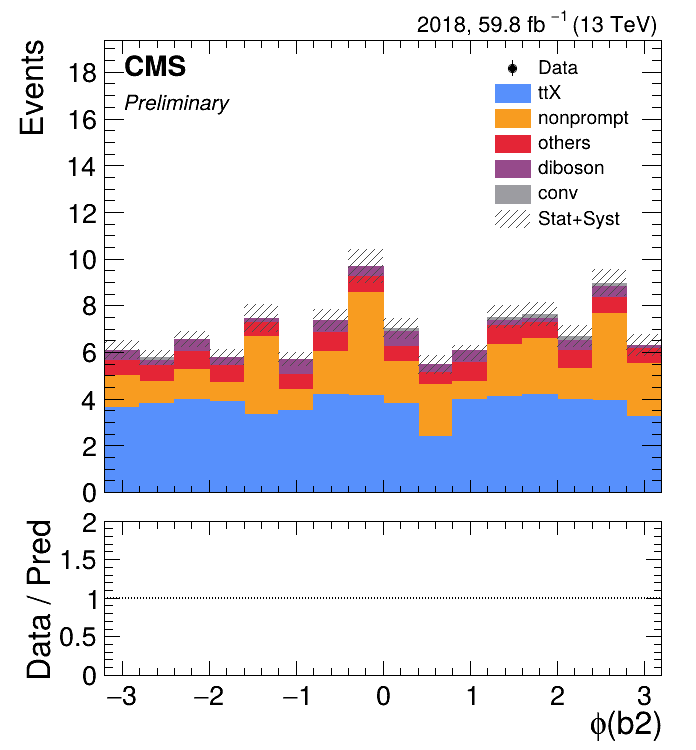 2018, 59.8 fb⁻¹ (13 TeV)
CMS
Preliminary
Events
18
16
14
12
10
8
6
4
2
0
Data
ttX
nonprompt
others
diboson
conv
Stat+Syst
Data / Pred
2
1.5
1
0.5
0
−3 −2 −1 0 1 2 3
ϕ(b2)